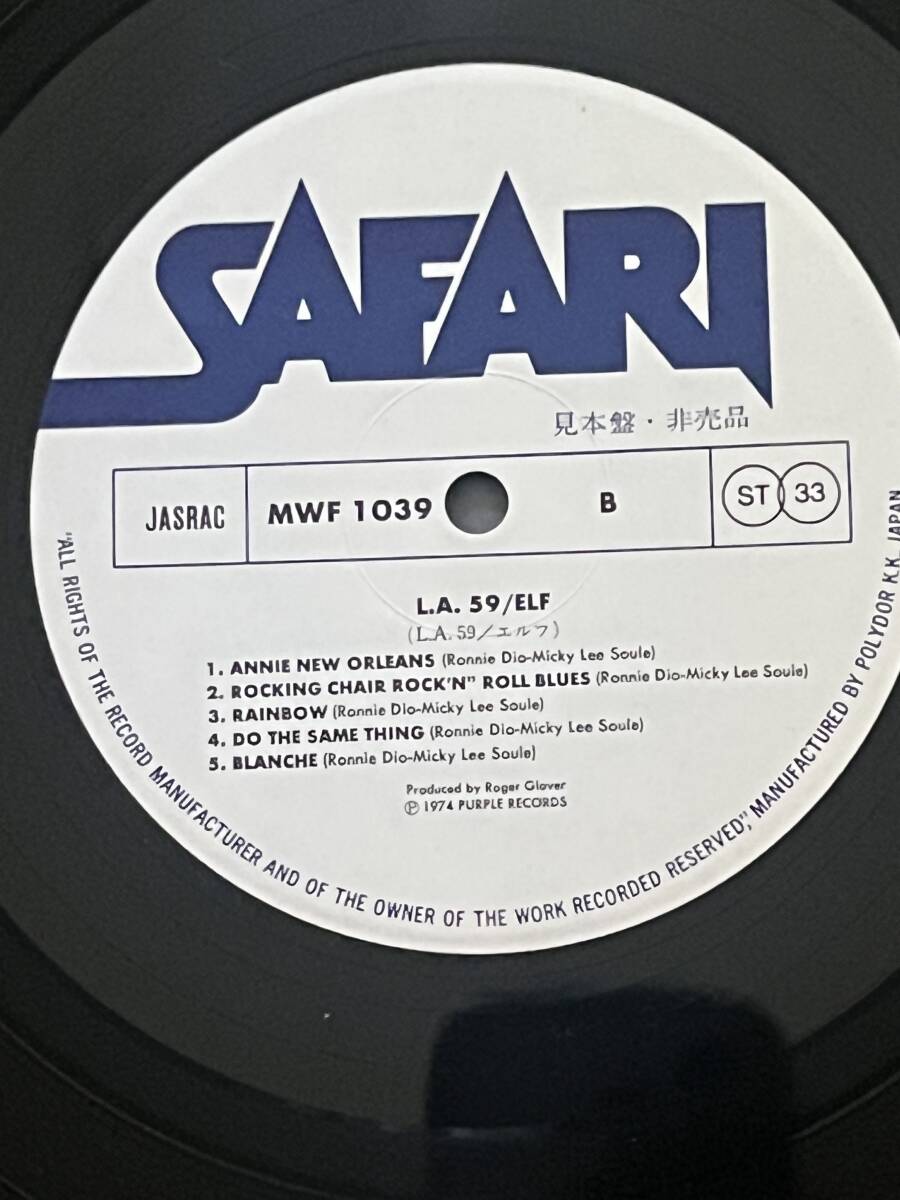 SAFARI
見本盤・非売品
JASRAC MWF 1039 B ST 33
L.A. 59/ELF
(L.A. 59/エルフ)
1. ANNIE NEW ORLEANS (Ronnie Dio-Micky Lee Soule)
2. ROCKING CHAIR ROCK'N" ROLL BLUES (Ronnie Dio-Micky Lee Soule)
3. RAINBOW (Ronnie Dio-Micky Lee Soule)
4. DO THE SAME THING (Ronnie Dio-Micky Lee Soule)
5. BLANCHE (Ronnie Dio-Micky Lee Soule)
Produced by Roger Glover
Ⓟ 1974 PURPLE RECORDS
"ALL RIGHTS OF THE RECORD MANUFACTURER AND OF THE OWNER OF THE WORK RECORDED RESERVED", MANUFACTURED BY POLYDOR K.K. JAPAN